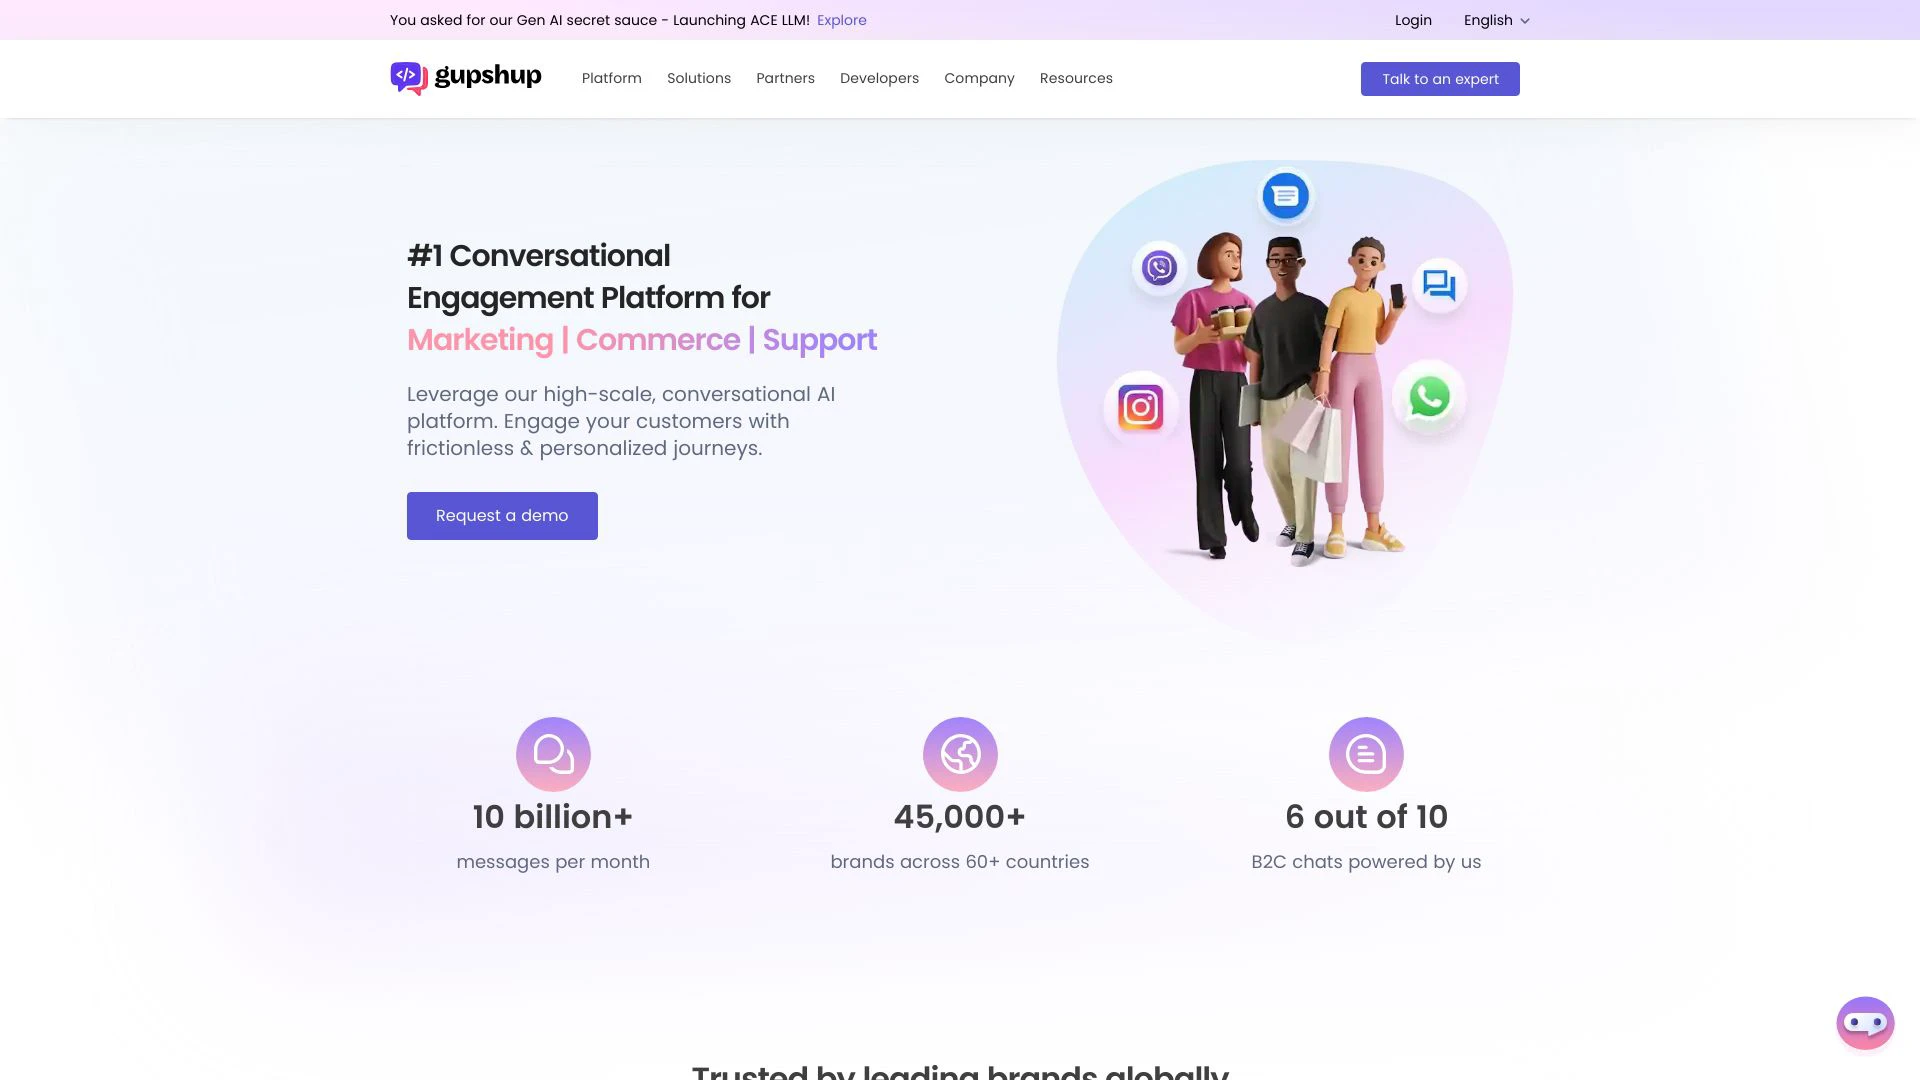 You asked for our Gen AI secret sauce - Launching ACE LLM! Explore
Login
English
gupshup
Platform
Solutions
Partners
Developers
Company
Resources
Talk to an expert
#1 Conversational
Engagement Platform for
Marketing | Commerce | Support
Leverage our high-scale, conversational AI
platform. Engage your customers with
frictionless & personalized journeys.
Request a demo
10 billion+
messages per month
45,000+
brands across 60+ countries
6 out of 10
B2C chats powered by us
Trusted by leading brands globally